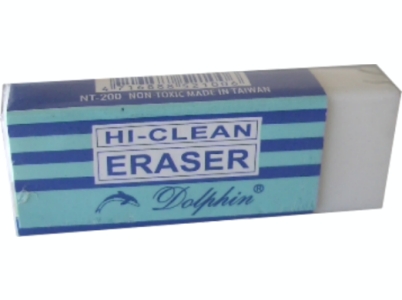 NT-200 NON-TOXIC MADE IN TAIWAN
HI-CLEAN
ERASER
Dolphin®